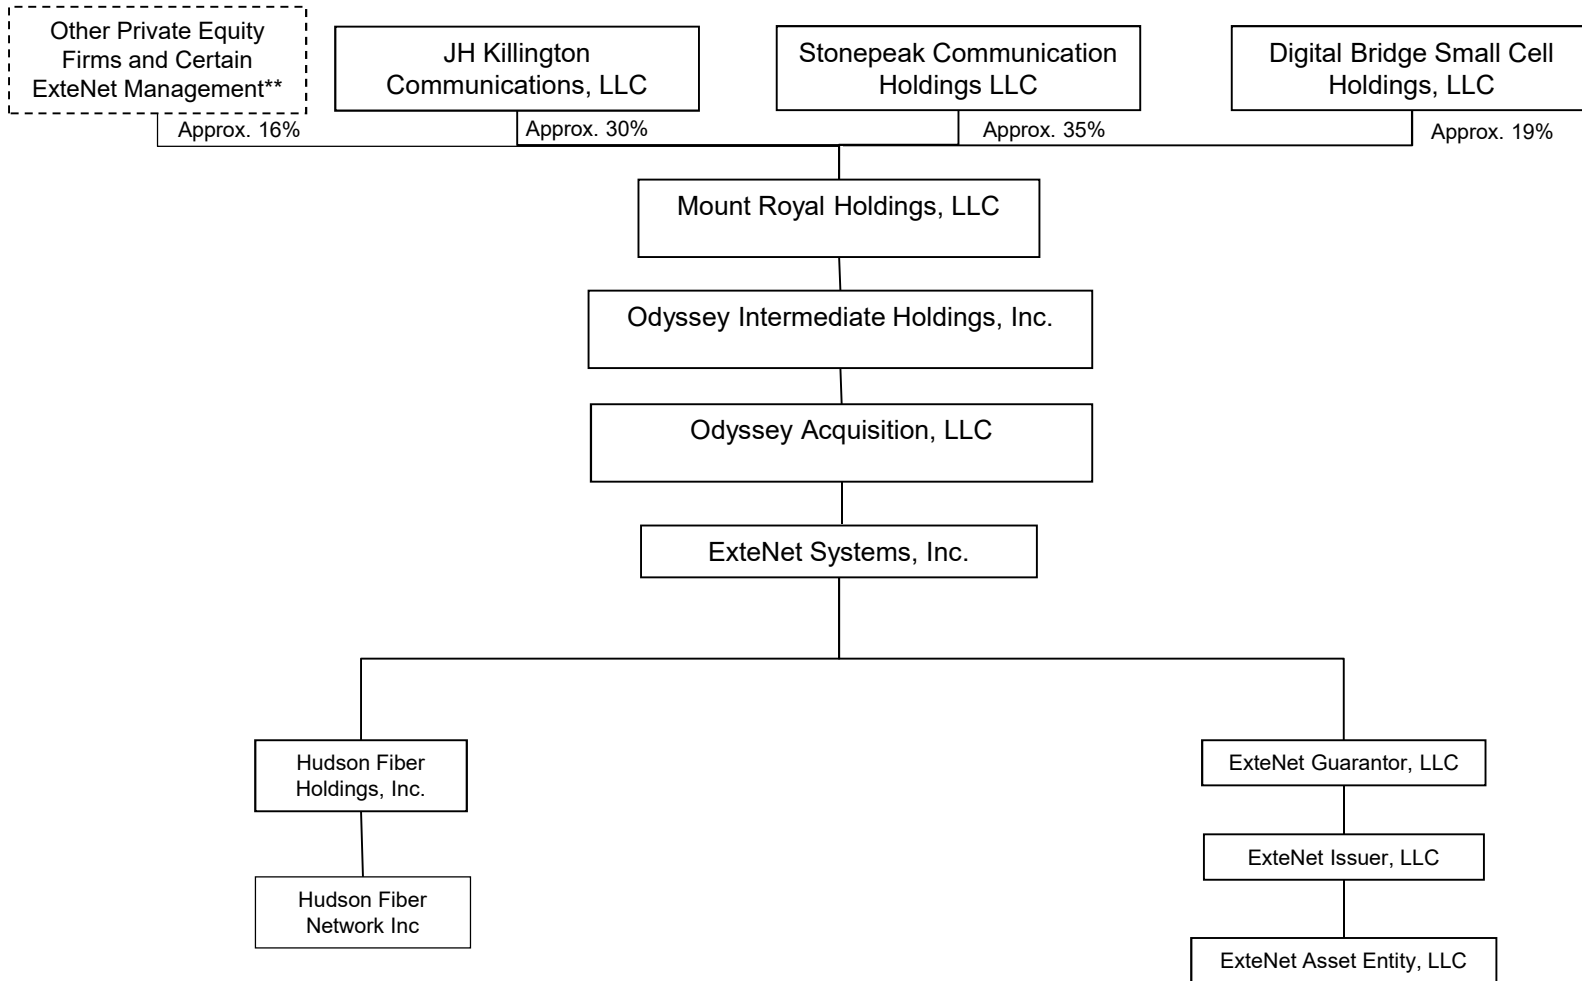 Other Private Equity
Firms and Certain
ExteNet Management**
JH Killington
Communications, LLC
Stonepeak Communication
Holdings LLC
Digital Bridge Small Cell
Holdings, LLC
Approx. 16%
Approx. 30%
Approx. 35%
Approx. 19%
Mount Royal Holdings, LLC
Odyssey Intermediate Holdings, Inc.
Odyssey Acquisition, LLC
ExteNet Systems, Inc.
Hudson Fiber
Holdings, Inc.
ExteNet Guarantor, LLC
ExteNet Issuer, LLC
Hudson Fiber
Network Inc
ExteNet Asset Entity, LLC